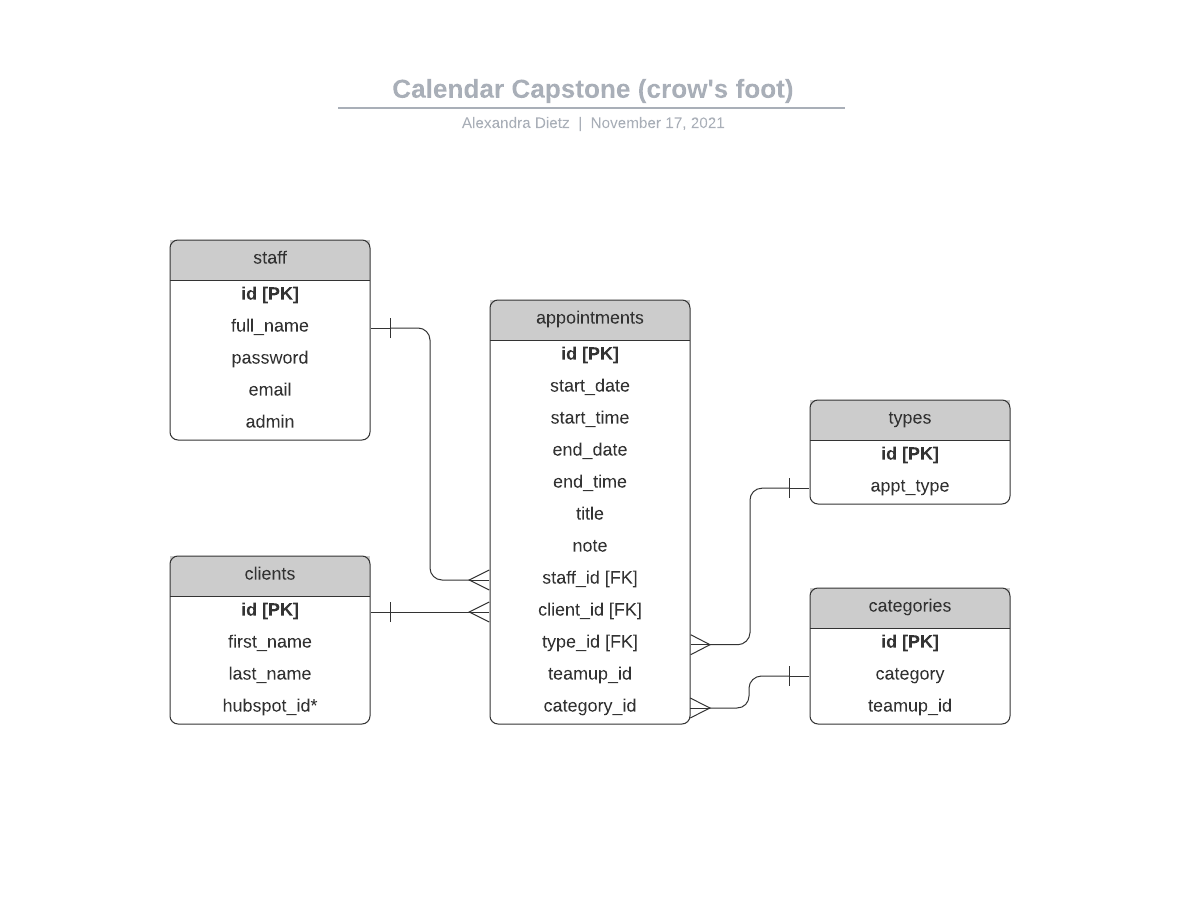 Calendar Capstone (crow's foot)
Alexandra Dietz | November 17, 2021
staff
id [PK]
full_name
password
email
admin
clients
id [PK]
first_name
last_name
hubspot_id*
appointments
id [PK]
start_date
start_time
end_date
end_time
title
note
staff_id [FK]
client_id [FK]
type_id [FK]
teamup_id
category_id
types
id [PK]
appt_type
categories
id [PK]
category
teamup_id